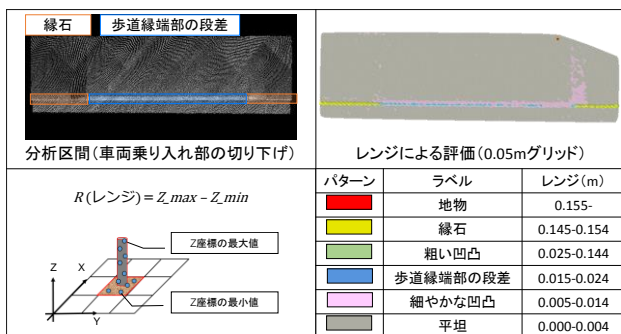 縁石
歩道縁端部の段差
分析区間(車両乗り入れ部の切り下げ)
レンジによる評価(0.05mグリッド)
R(レンジ) = Z_max − Z_min
Z座標の最大値
Z座標の最小値
Z
X
Y
パターン ラベル レンジ(m)
地物 0.155-
縁石 0.145-0.154
粗い凹凸 0.025-0.144
歩道縁端部の段差 0.015-0.024
細やかな凹凸 0.005-0.014
平坦 0.000-0.004